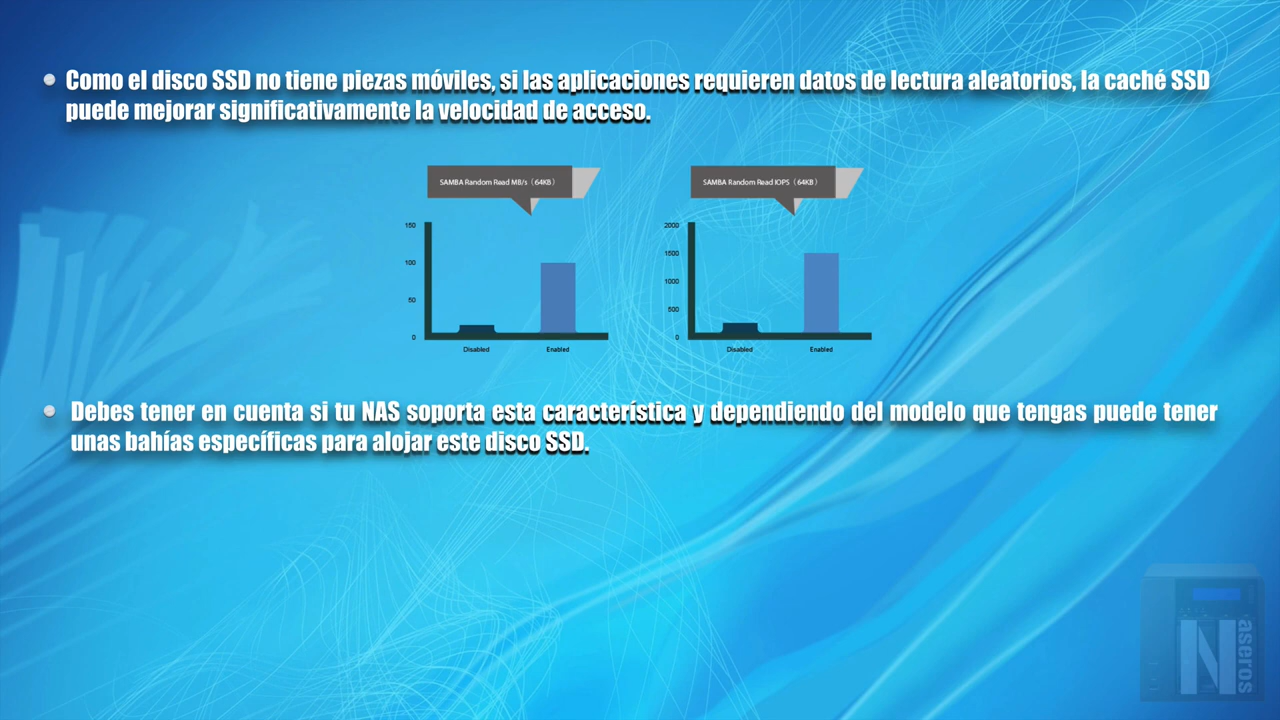 Como el disco SSD no tiene piezas móviles, si las aplicaciones requieren datos de lectura aleatorios, la caché SSD
puede mejorar significativamente la velocidad de acceso.
SAMBA Random Read MB/s（64KB）
150
100
50
0
Disabled
Enabled
SAMBA Random Read IOPS（64KB）
2000
1500
1000
500
0
Disabled
Enabled
Debes tener en cuenta si tu NAS soporta esta característica y dependiendo del modelo que tengas puede tener
unas bahías específicas para alojar este disco SSD.
Naseros